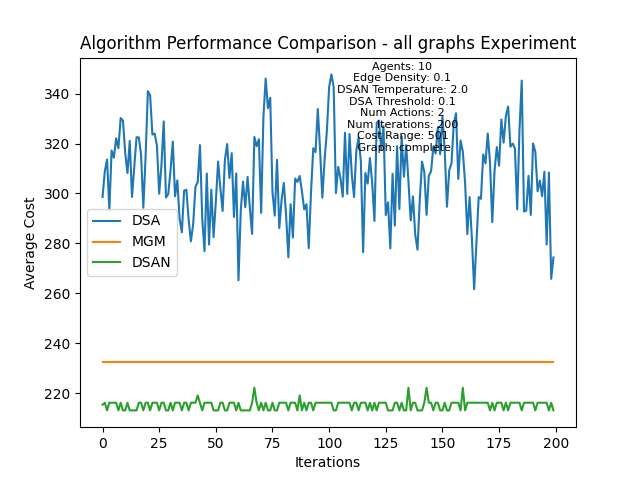 Algorithm Performance Comparison - all graphs Experiment
Agents: 10
Edge Density: 0.1
DSAN Temperature: 2.0
DSA Threshold: 0.1
Num Actions: 2
Num Iterations: 200
Cost Range: 501
Graph: complete
340
320
300
280
260
240
220
Average Cost
DSA
MGM
DSAN
0
25
50
75
100
125
150
175
200
Iterations